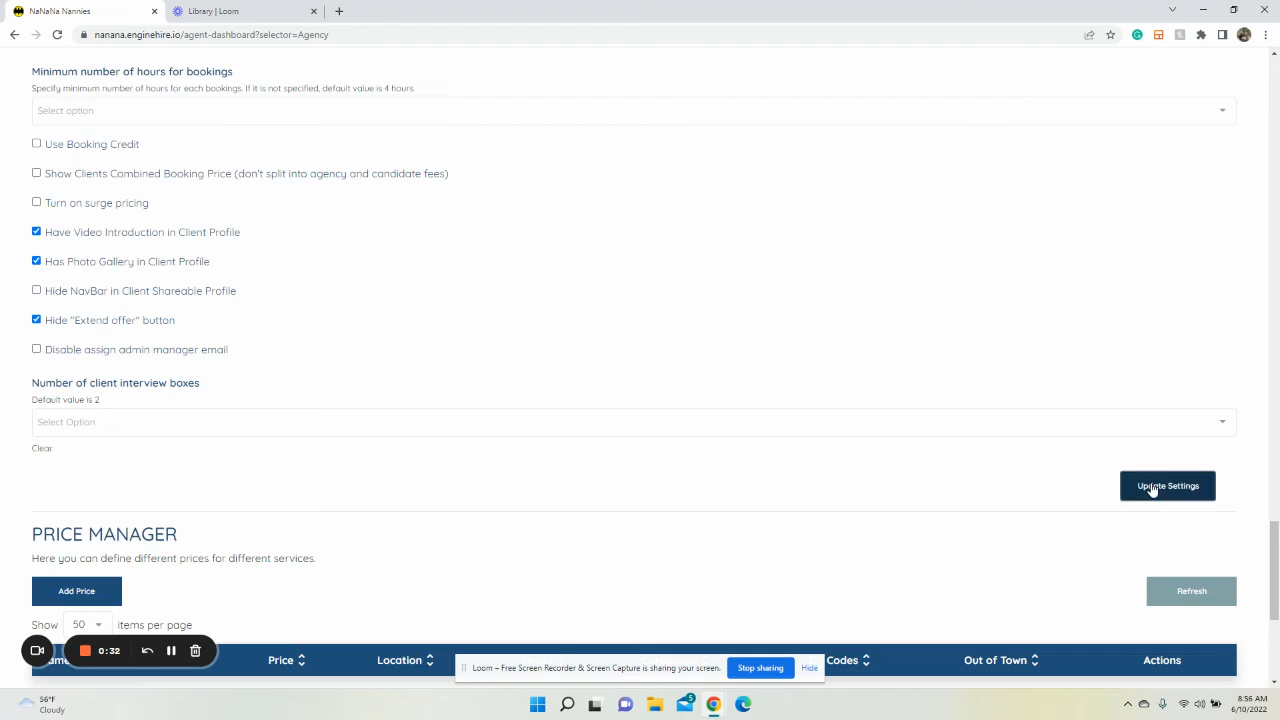 NaNaNa Nannies
Library | Loom
nanana.enginehire.io/agent-dashboard?selector=Agency
Minimum number of hours for bookings
Specify minimum number of hours for each bookings. If it is not specified, default value is 4 hours
Select option
Use Booking Credit
Show Clients Combined Booking Price (don't split into agency and candidate fees)
Turn on surge pricing
Have Video Introduction in Client Profile
Has Photo Gallery in Client Profile
Hide NavBar in Client Shareable Profile
Hide "Extend offer" button
Disable assign admin manager email
Number of client interview boxes
Default value is 2
Select Option
Clear
Update Settings
PRICE MANAGER
Here you can define different prices for different services.
Add Price Refresh
Show 50 items per page
0:32
Price Location Codes Out of Town Actions
Loom – Free Screen Recorder & Screen Capture is sharing your screen. Stop sharing Hide
56°F
Cloudy
5
8:56 AM
6/10/2022